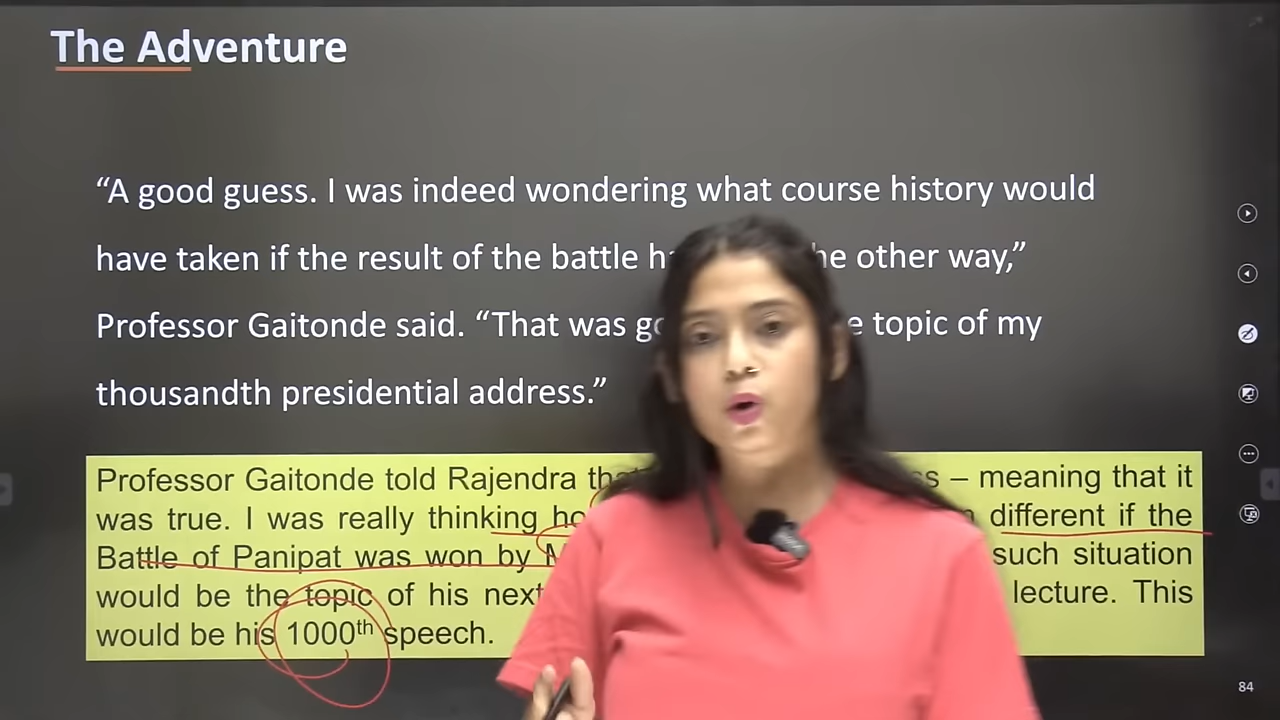 The Adventure
“A good guess. I was indeed wondering what course history would
have taken if the result of the battle he other way,”
Professor Gaitonde said. “That was topic of my
thousandth presidential address.”
Professor Gaitonde told Rajendra – meaning that it
was true. I was really thinking different if the
Battle of Panipat was won by such situation
would be the topic of his next lecture. This
would be his 1000th speech.
84